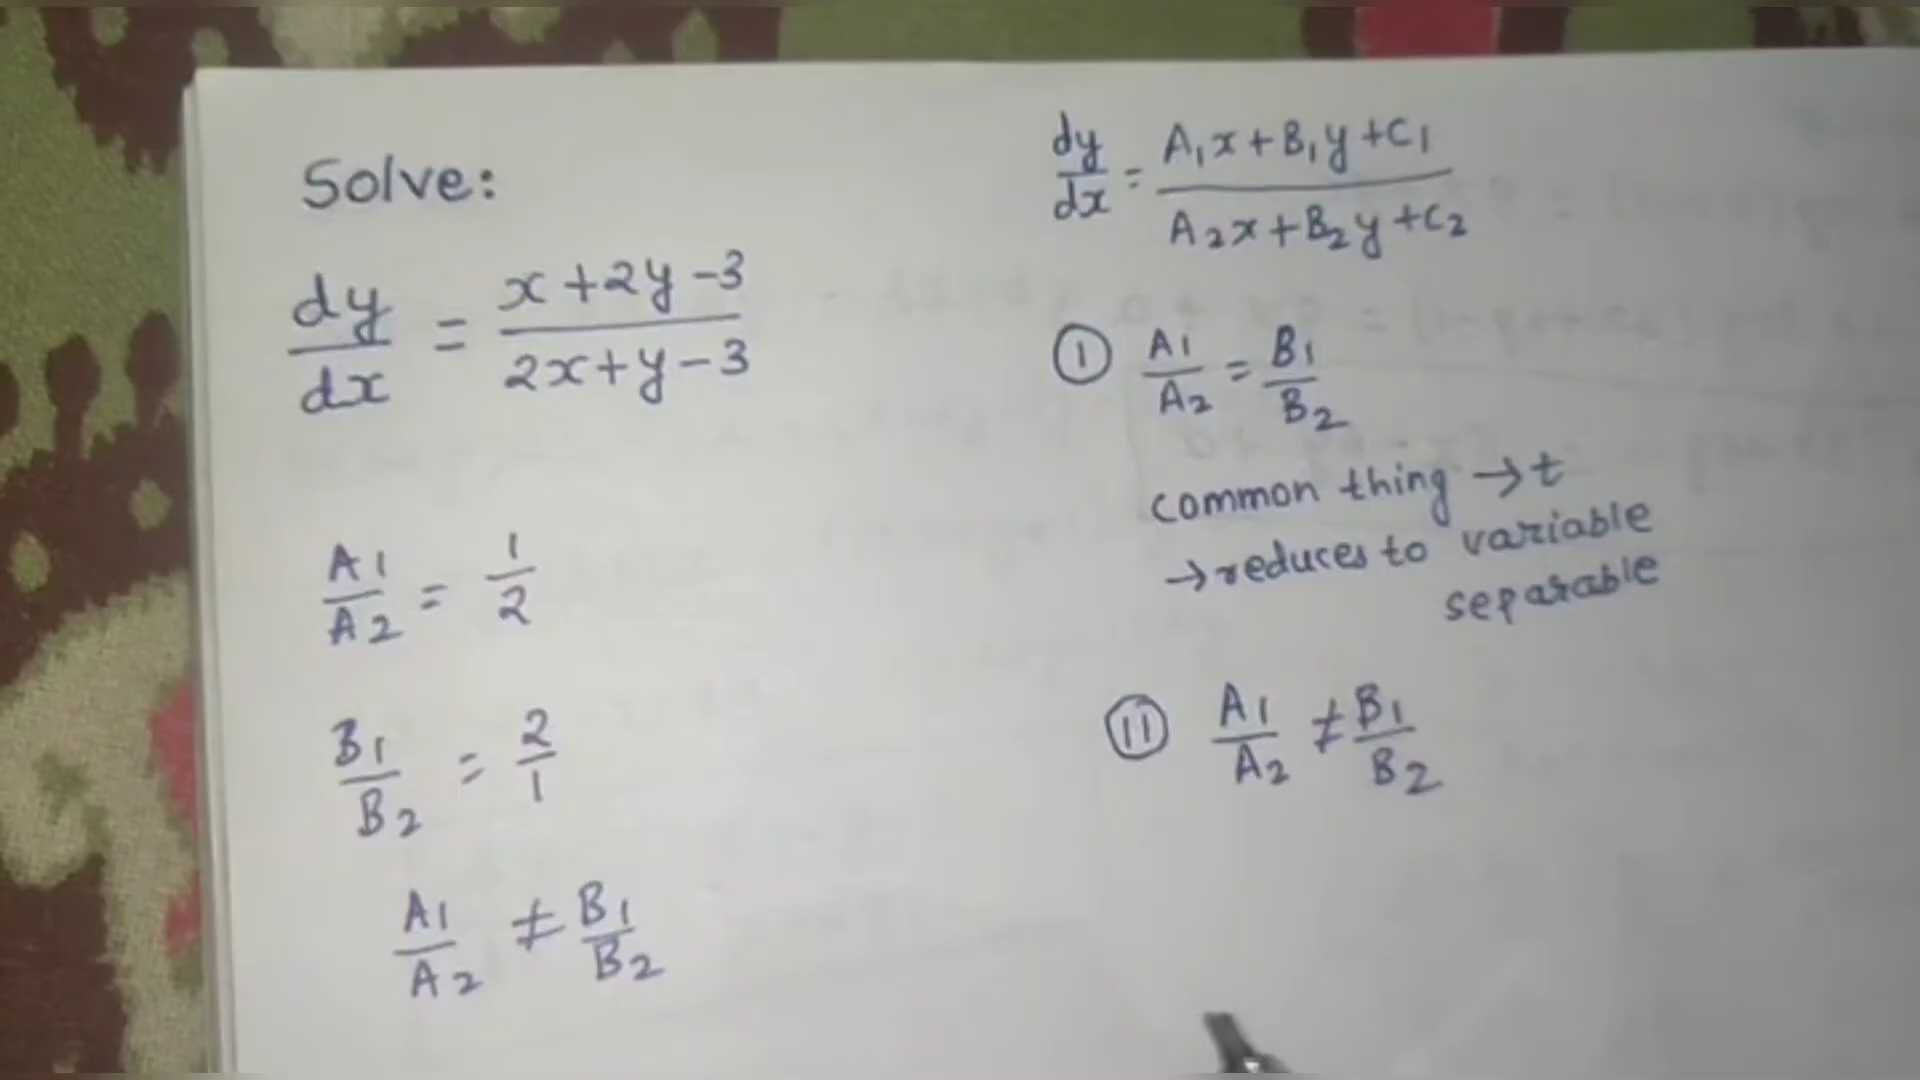 Solve:
dy/dx = (x+2y-3)/(2x+y-3)
A1/A2 = 1/2
B1/B2 = 2/1
A1/A2 ≠ B1/B2
dy/dx = (A1x+B1y+C1)/(A2x+B2y+C2)
(I) A1/A2 = B1/B2
common thing → t
→ reduces to variable
separable
(II) A1/A2 ≠ B1/B2